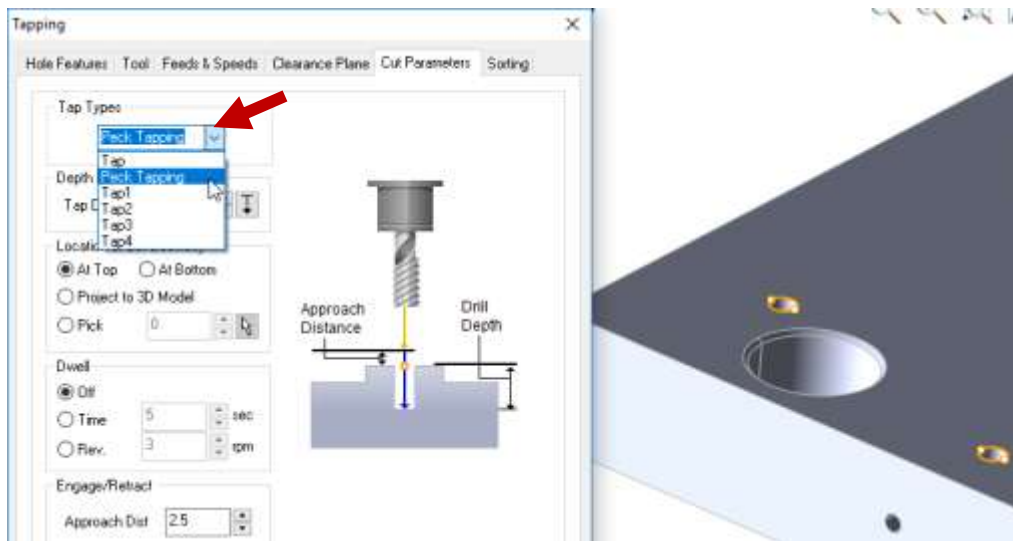 Tapping
Hole Features Tool Feeds & Speeds Clearance Plane Cut Parameters Sorting
Tap Types
Peck Tapping
Tap
Peck Tapping
Tap1
Tap2
Tap3
Tap4
Depth
Tap D
At Top At Bottom
Project to 3D Model
Pick 0
Dwell
Off
Time 5 sec
Rev. 3 rpm
Engage/Retract
Approach Dist 2.5
Approach
Distance
Drill
Depth